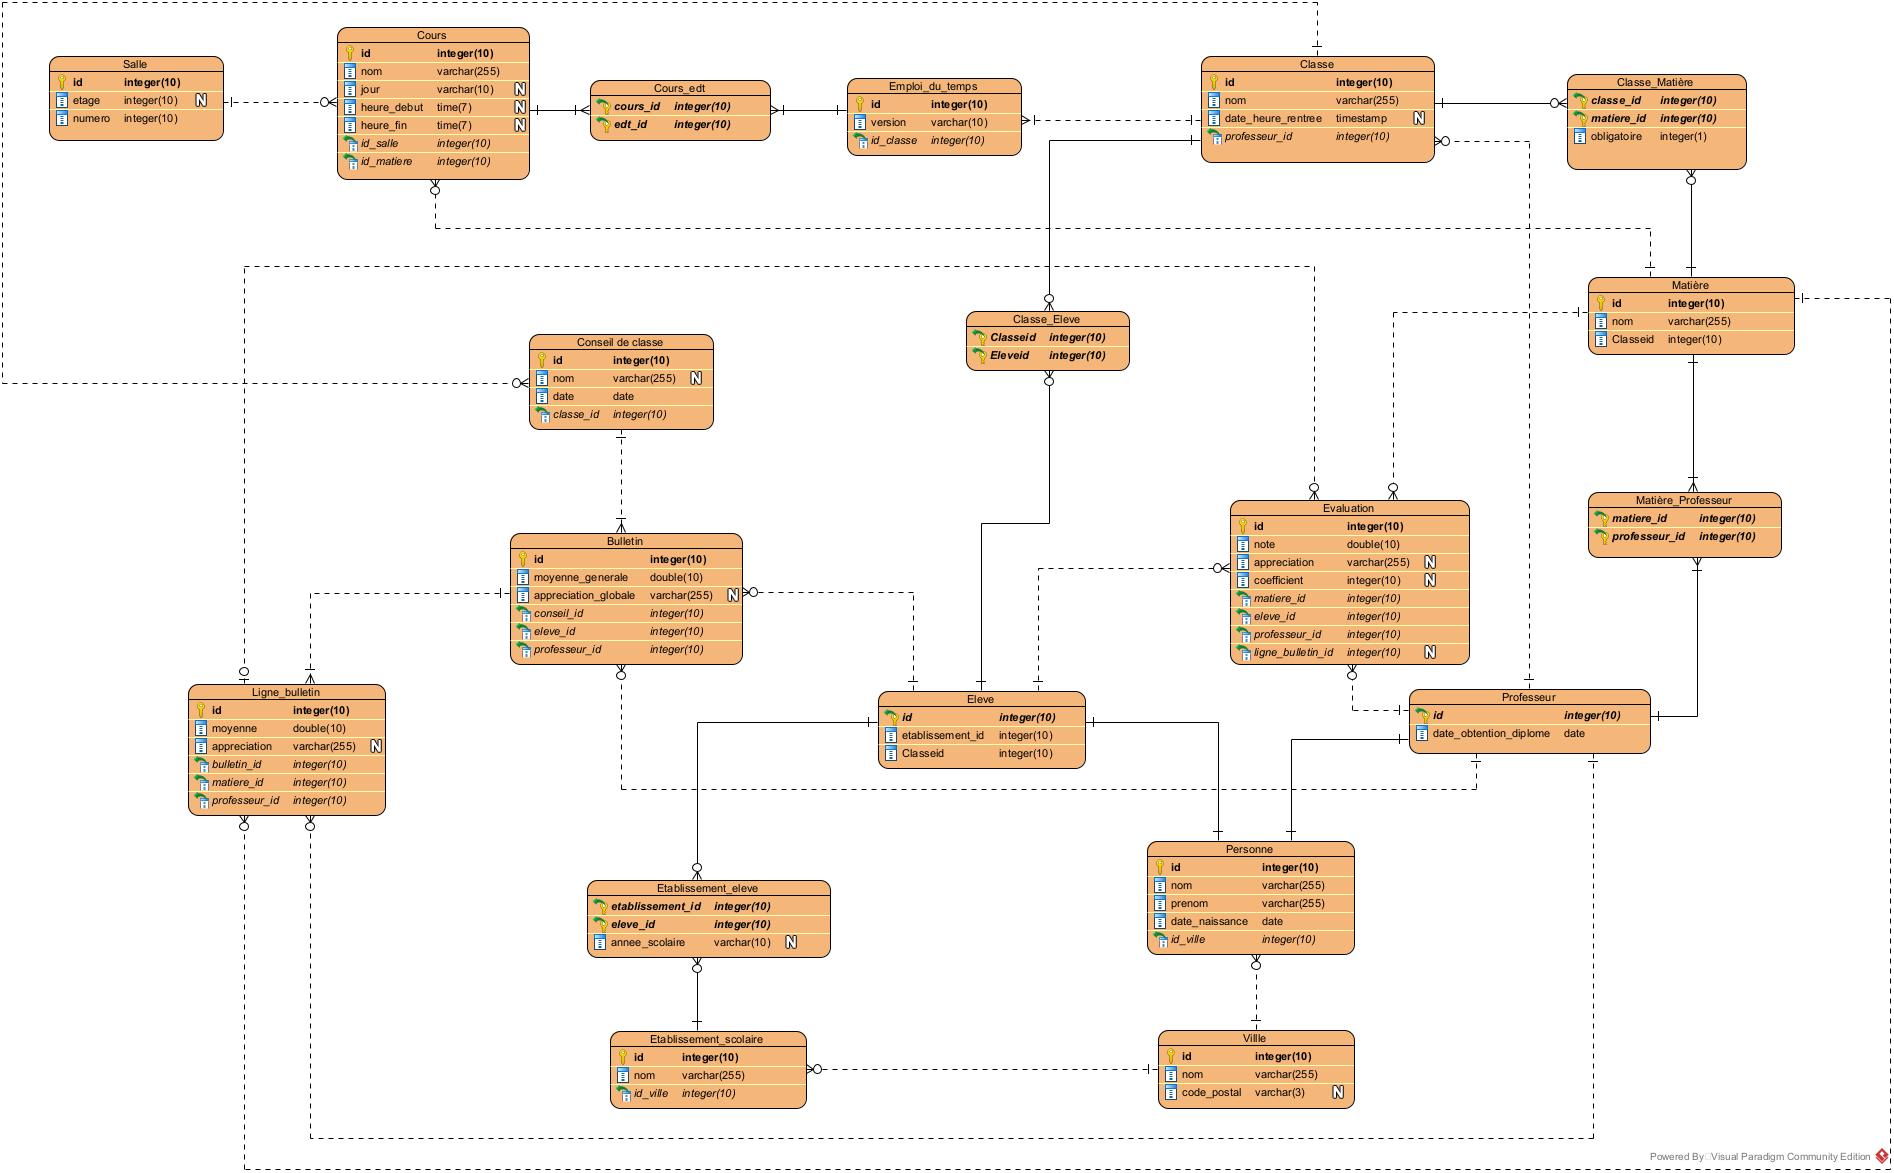 Cours
id integer(10)
nom varchar(255)
jour varchar(10) N
heure_debut time(7) N
heure_fin time(7) N
id_salle integer(10)
id_matiere integer(10)
Salle
id integer(10)
etage integer(10) N
numero integer(10)
Cours_edt
cours_id integer(10)
edt_id integer(10)
Emploi_du_temps
id integer(10)
version varchar(10)
id_classe integer(10)
Classe
id integer(10)
nom varchar(255)
date_heure_rentree timestamp N
professeur_id integer(10)
Classe_Matière
classe_id integer(10)
matiere_id integer(10)
obligatoire integer(1)
Matière
id integer(10)
nom varchar(255)
Classeid integer(10)
Classe_Eleve
Classeid integer(10)
Eleveid integer(10)
Conseil de classe
id integer(10)
nom varchar(255) N
date date
classe_id integer(10)
Matière_Professeur
matiere_id integer(10)
professeur_id integer(10)
Evaluation
id integer(10)
note double(10)
appreciation varchar(255) N
coefficient integer(10) N
matiere_id integer(10)
eleve_id integer(10)
professeur_id integer(10)
ligne_bulletin_id integer(10) N
Bulletin
id integer(10)
moyenne_generale double(10)
appreciation_globale varchar(255) N
conseil_id integer(10)
eleve_id integer(10)
professeur_id integer(10)
Ligne_bulletin
id integer(10)
moyenne double(10)
appreciation varchar(255) N
bulletin_id integer(10)
matiere_id integer(10)
professeur_id integer(10)
Eleve
id integer(10)
etablissement_id integer(10)
Classeid integer(10)
Professeur
id integer(10)
date_obtention_diplome date
Personne
id integer(10)
nom varchar(255)
prenom varchar(255)
date_naissance date
id_ville integer(10)
Etablissement_eleve
etablissement_id integer(10)
eleve_id integer(10)
annee_scolaire varchar(10) N
Etablissement_scolaire
id integer(10)
nom varchar(255)
id_ville integer(10)
Villle
id integer(10)
nom varchar(255)
code_postal varchar(3) N
Powered By Visual Paradigm Community Edition